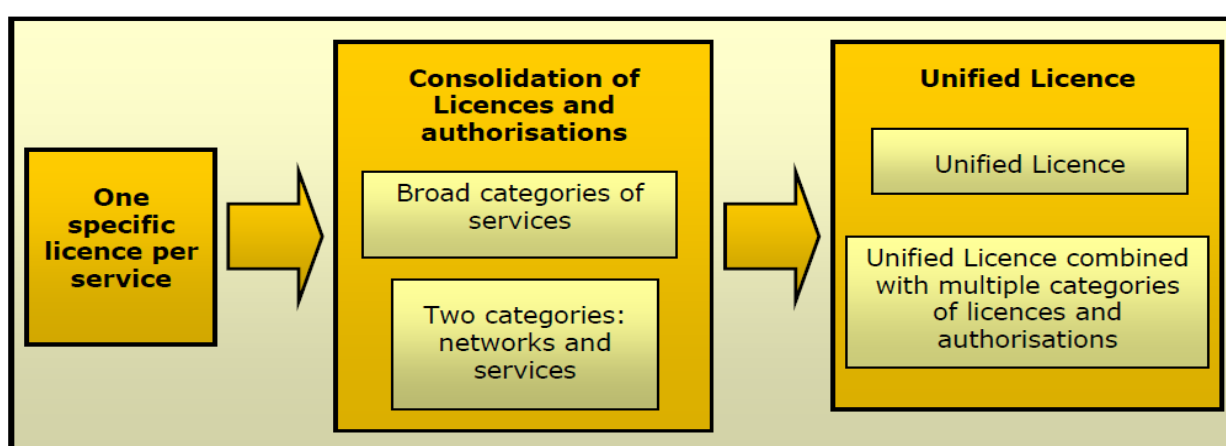 One
specific
licence per
service
Consolidation of
Licences and
authorisations
Broad categories of
services
Two categories:
networks and
services
Unified Licence
Unified Licence
Unified Licence combined
with multiple categories
of licences and
authorisations